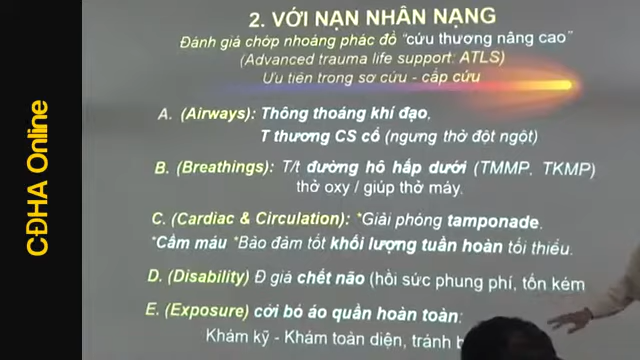 CĐHA Online
2. VỚI NẠN NHÂN NẠNG
Đánh giá chớp nhoáng phác đồ "cứu thương nâng cao"
(Advanced trauma life support: ATLS)
Ưu tiên trong sơ cứu - cấp cứu
A. (Airways): Thông thoáng khí đạo,
T thương CS cổ (ngưng thở đột ngột)
B. (Breathings): T/t đường hô hấp dưới (TMMP, TKMP)
thở oxy / giúp thở máy.
C. (Cardiac & Circulation): *Giải phóng tamponade.
*Cầm máu *Bảo đảm tốt khối lượng tuần hoàn tối thiểu.
D. (Disability) Đ giá chết não (hồi sức phung phí, tốn kém
E. (Exposure) cởi bỏ áo quần hoàn toàn:
Khám kỹ - Khám toàn diện, tránh